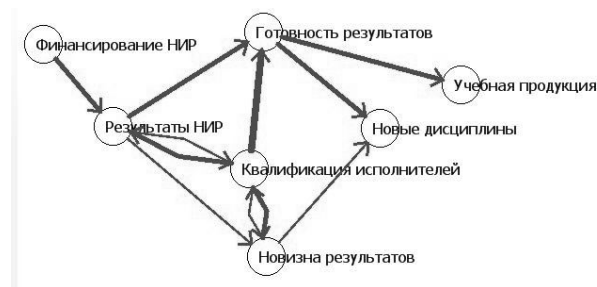 Готовность результатов
Финансирование НИР
Учебная продукция
Результаты НИР
Новые дисциплины
Квалификация исполнителей
Новизна результатов